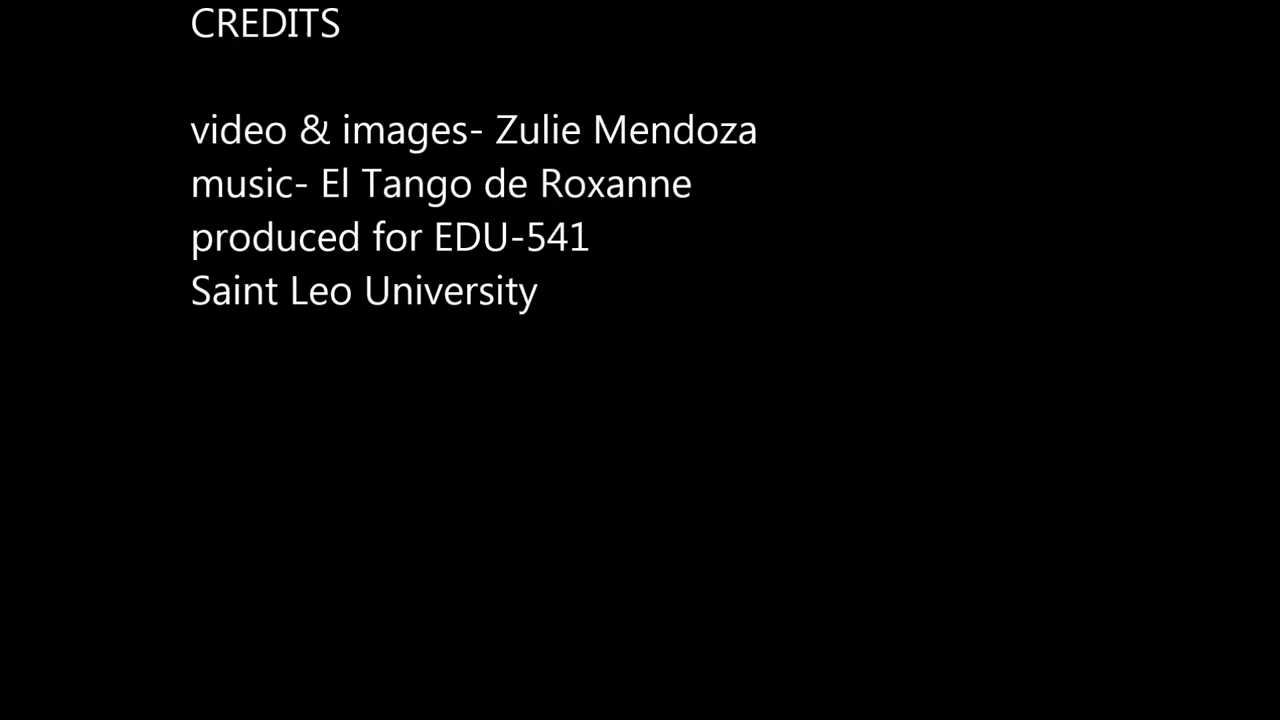 CREDITS
video & images- Zulie Mendoza
music- El Tango de Roxanne
produced for EDU-541
Saint Leo University